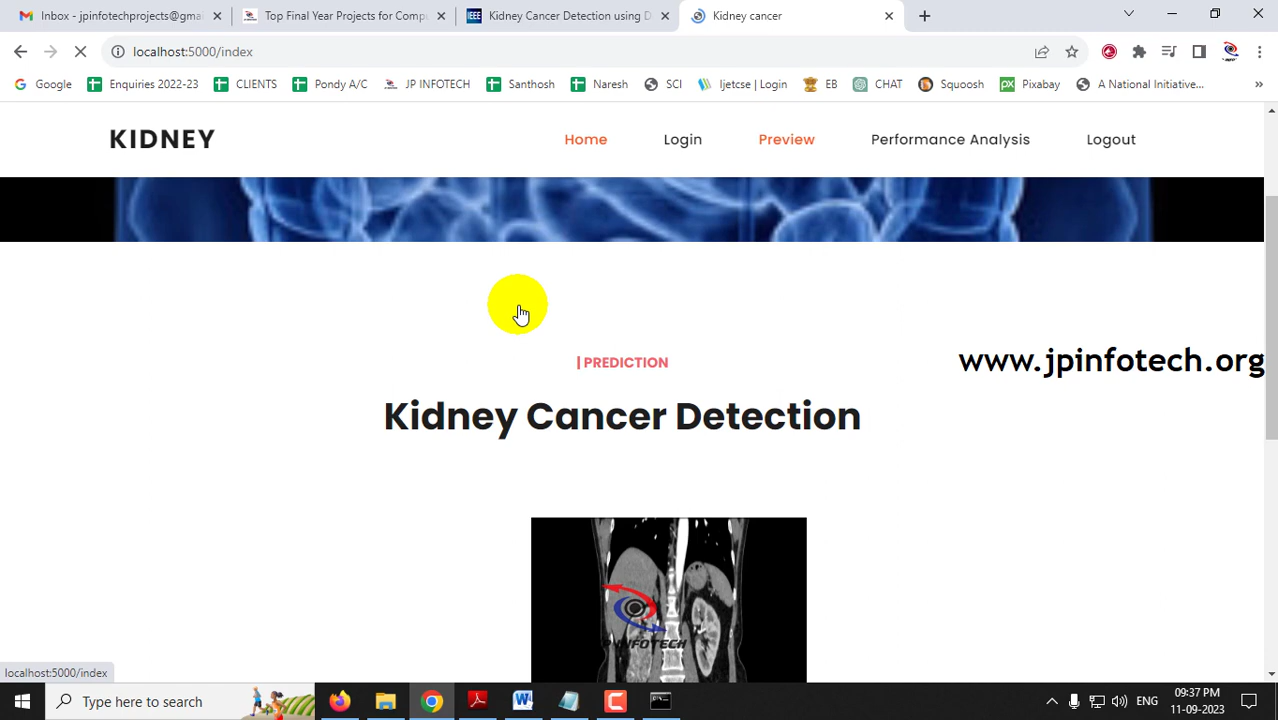 Inbox - jpinfotechprojects@gma
Top Final Year Projects for Compu
Kidney Cancer Detection using D
Kidney cancer
localhost:5000/index
Google
Enquiries 2022-23
CLIENTS
Pondy A/C
JP INFOTECH
Santhosh
Naresh
SCI
Ijetcse | Login
EB
CHAT
Squoosh
Pixabay
A National Initiative...
KIDNEY
Home
Login
Preview
Performance Analysis
Logout
| PREDICTION
www.jpinfotech.org
Kidney Cancer Detection
localhost:5000/index
Type here to search
ENG
09:37 PM
11-09-2023